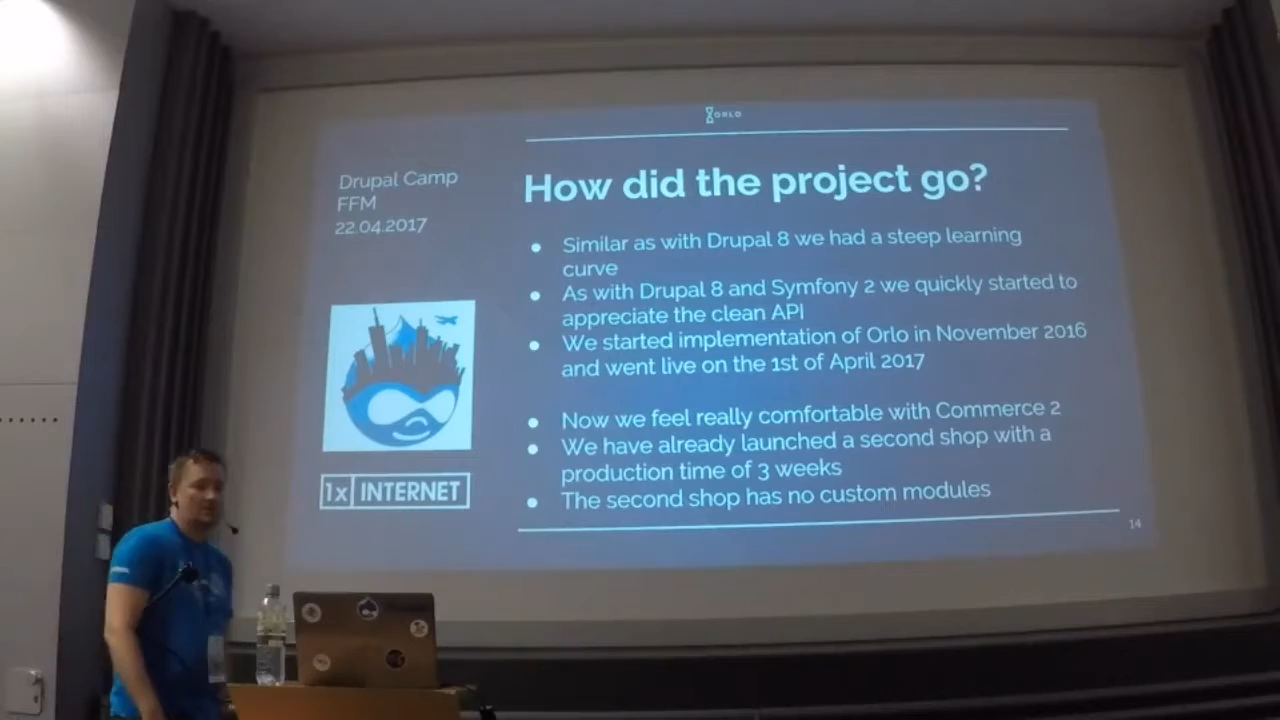 ORLO
Drupal Camp
FFM
22.04.2017
1x INTERNET
How did the project go?
● Similar as with Drupal 8 we had a steep learning
curve
● As with Drupal 8 and Symfony 2 we quickly started to
appreciate the clean API
● We started implementation of Orlo in November 2016
and went live on the 1st of April 2017
● Now we feel really comfortable with Commerce 2
● We have already launched a second shop with a
production time of 3 weeks
● The second shop has no custom modules
14